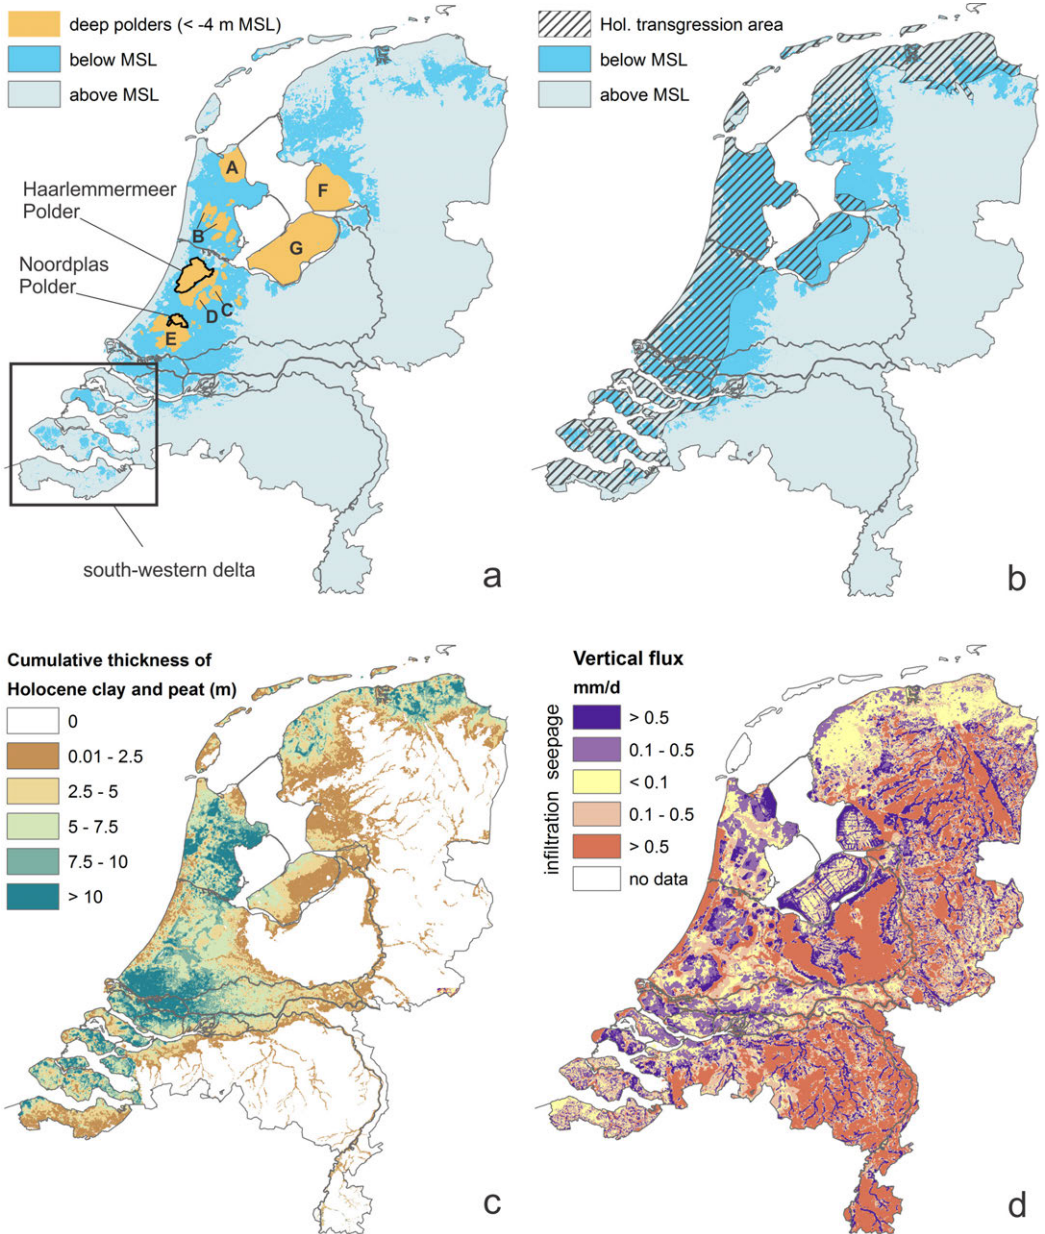 deep polders (< -4 m MSL)
below MSL
above MSL
A
F
Haarlemmermeer
Polder
B
G
Noordplas
Polder
C
D
E
south-western delta
a
Hol. transgression area
below MSL
above MSL
b
Cumulative thickness of
Holocene clay and peat (m)
0
0.01 - 2.5
2.5 - 5
5 - 7.5
7.5 - 10
> 10
c
Vertical flux
mm/d
infiltration seepage
> 0.5
0.1 - 0.5
< 0.1
0.1 - 0.5
> 0.5
no data
d